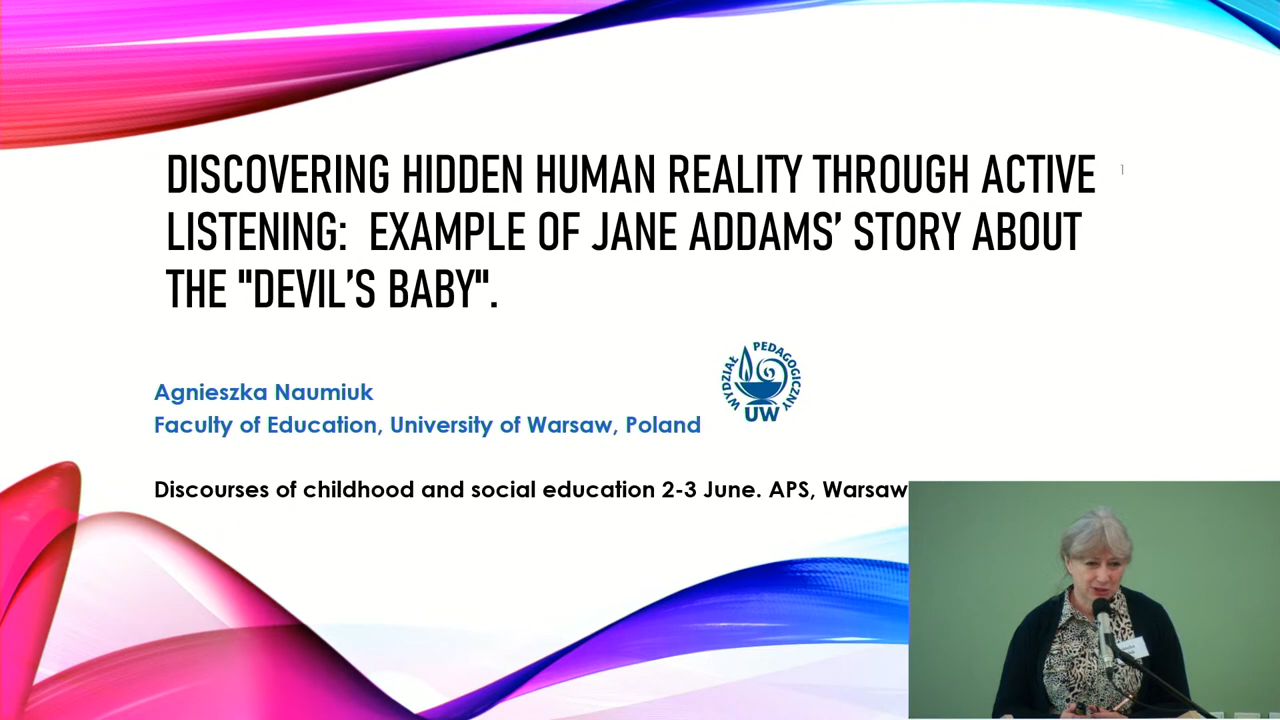 DISCOVERING HIDDEN HUMAN REALITY THROUGH ACTIVE
1
LISTENING: EXAMPLE OF JANE ADDAMS' STORY ABOUT
THE "DEVIL'S BABY".
WYDZIAŁ PEDAGOGICZNY
UW
Agnieszka Naumiuk
Faculty of Education, University of Warsaw, Poland
Discourses of childhood and social education 2-3 June. APS, Warsaw